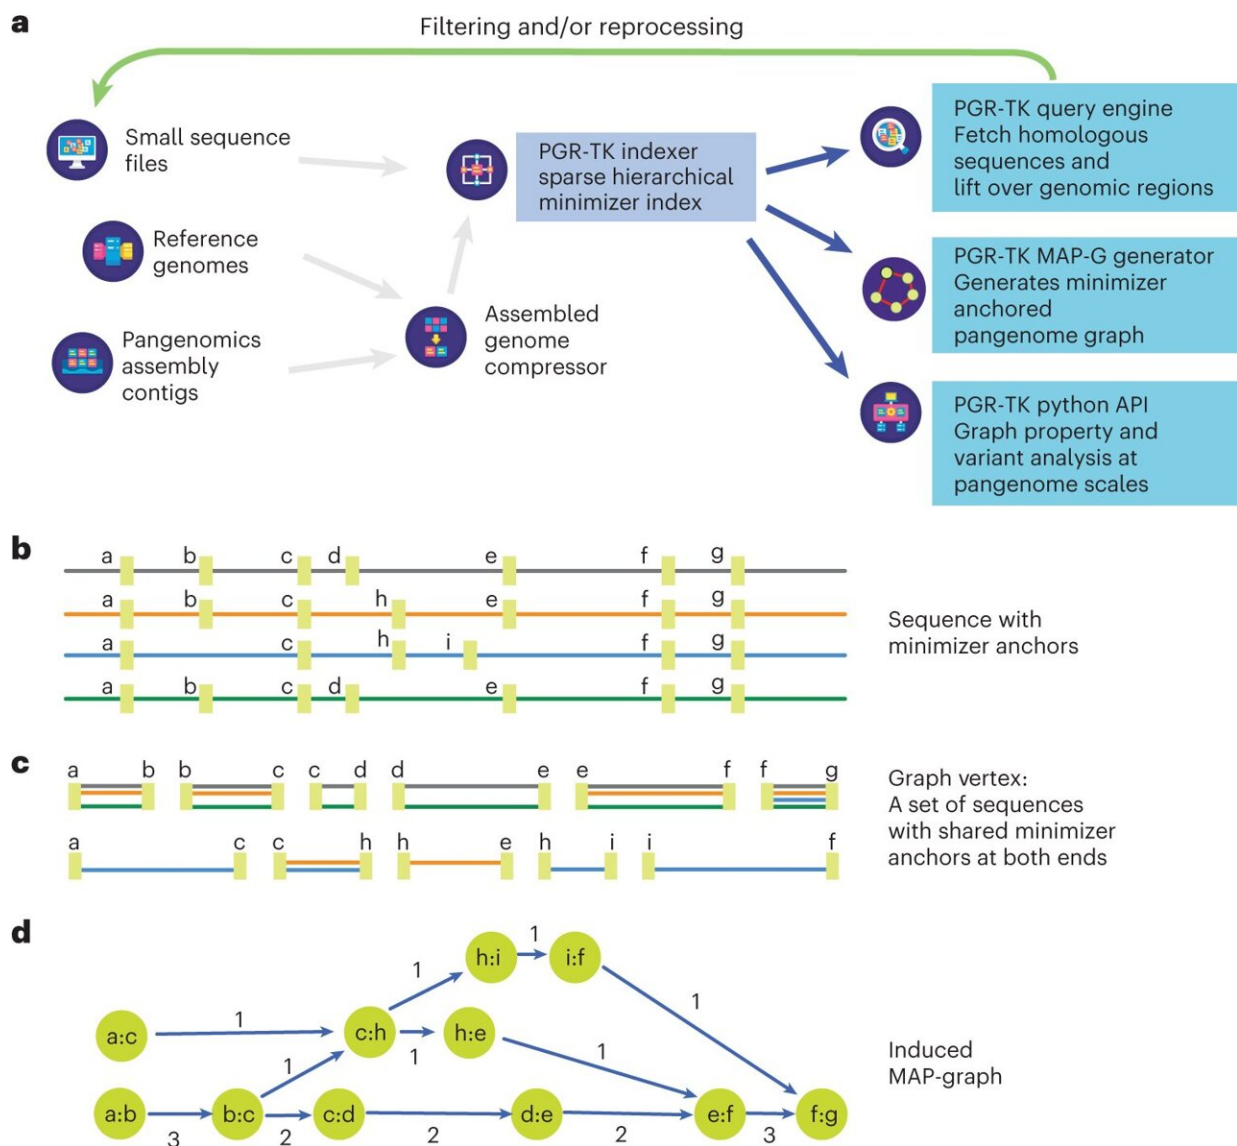 a
Filtering and/or reprocessing
Small sequence
files
Reference
genomes
Pangenomics
assembly
contigs
Assembled
genome
compressor
PGR-TK indexer
sparse hierarchical
minimizer index
PGR-TK query engine
Fetch homologous
sequences and
lift over genomic regions
PGR-TK MAP-G generator
Generates minimizer
anchored
pangenome graph
PGR-TK python API
Graph property and
variant analysis at
pangenome scales
b
a b c d e f g
a b c h e f g
a c h i f g
a b c d e f g
Sequence with
minimizer anchors
c
a b b c c d d e e f f g
a c c h h e h i i f
Graph vertex:
A set of sequences
with shared minimizer
anchors at both ends
d
1
h:i i:f
1 1
a:c 1 c:h 1 h:e 1
1
a:b 3 b:c 2 c:d 2 d:e 2 e:f 3 f:g
Induced
MAP-graph